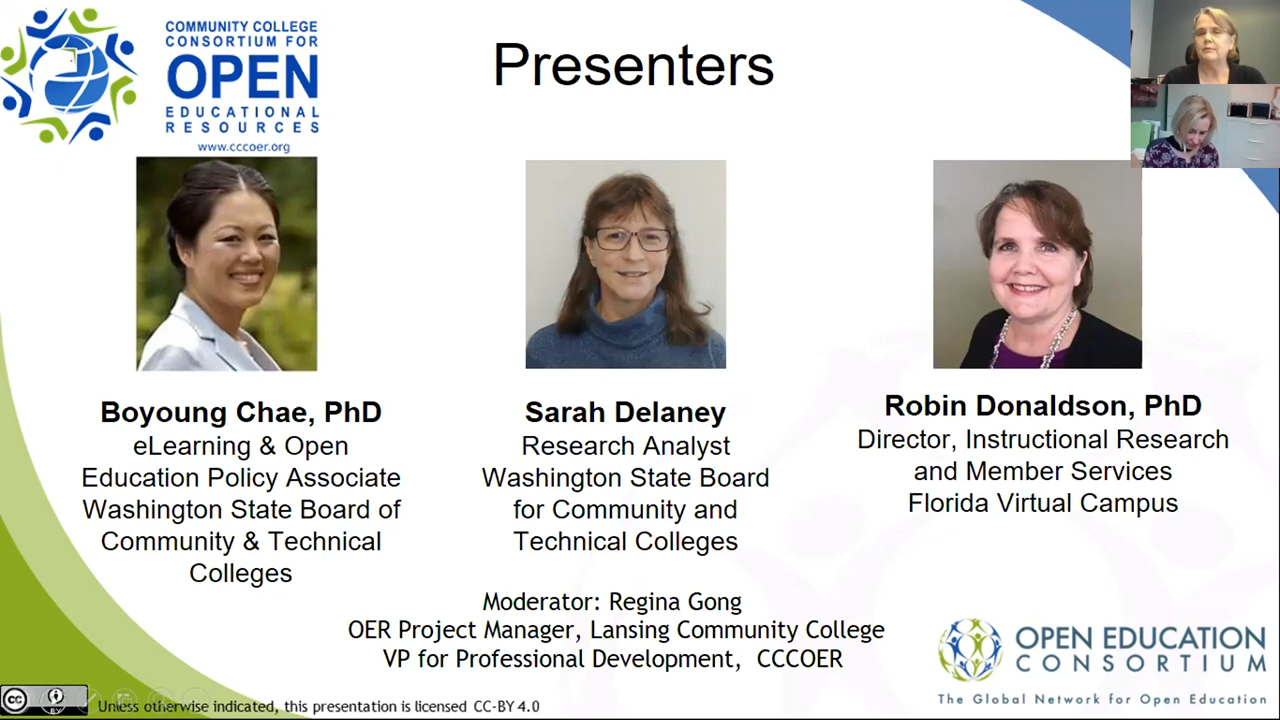 COMMUNITY COLLEGE
CONSORTIUM FOR
OPEN
EDUCATIONAL
RESOURCES
www.cccoer.org
Presenters
Boyoung Chae, PhD
eLearning & Open
Education Policy Associate
Washington State Board of
Community & Technical
Colleges
Sarah Delaney
Research Analyst
Washington State Board
for Community and
Technical Colleges
Robin Donaldson, PhD
Director, Instructional Research
and Member Services
Florida Virtual Campus
Moderator: Regina Gong
OER Project Manager, Lansing Community College
VP for Professional Development, CCCOER
OPEN EDUCATION
CONSORTIUM
The Global Network for Open Education
cc
BY
Unless otherwise indicated, this presentation is licensed CC-BY 4.0